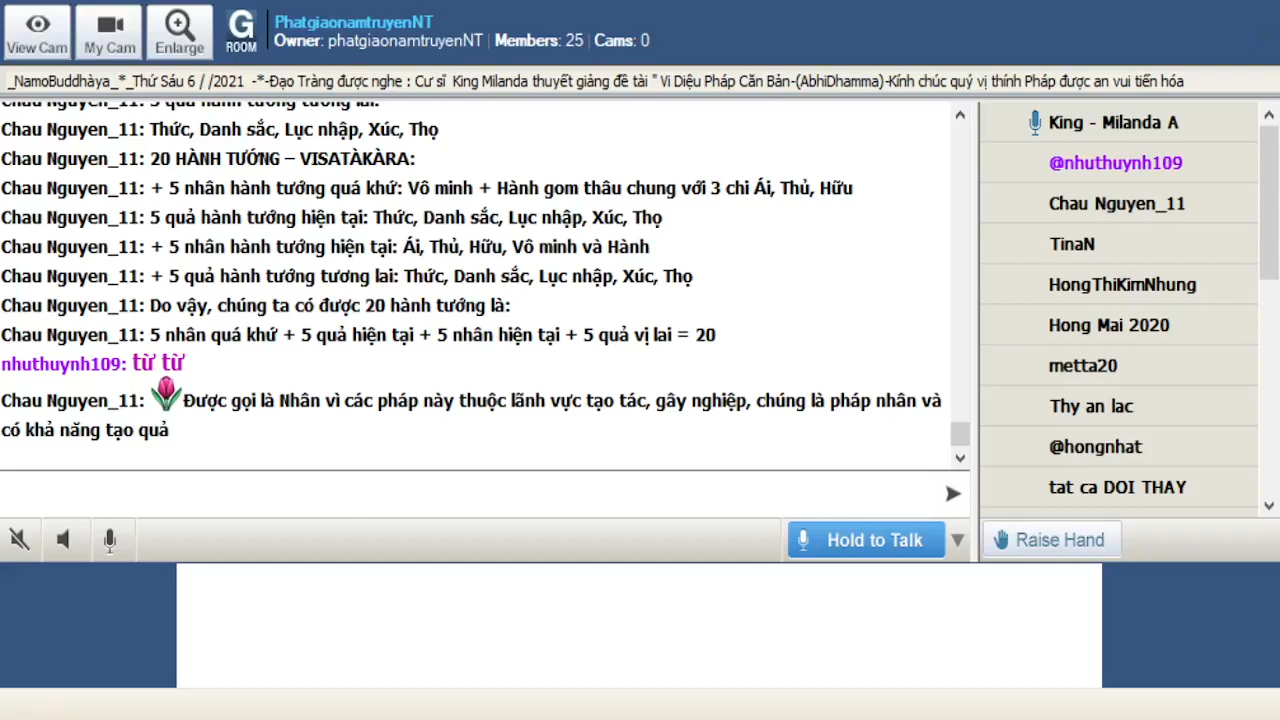 View Cam
My Cam
Enlarge
G
ROOM
PhatgiaonamtruyenNT
Owner: phatgiaonamtruyenNT | Members: 25 | Cams: 0
_NamoBuddhàya_*_Thứ Sáu 6 / /2021 -*-Đạo Tràng được nghe : Cư sĩ King Milanda thuyết giảng đề tài " Vi Diệu Pháp Căn Bản-(AbhiDhamma)-Kính chúc quý vị thính Pháp được an vui tiến hóa
Chau Nguyen_11: 5 quả hành tướng tương lai:
Chau Nguyen_11: Thức, Danh sắc, Lục nhập, Xúc, Thọ
Chau Nguyen_11: 20 HÀNH TƯỚNG – VISATÀKÀRA:
Chau Nguyen_11: + 5 nhân hành tướng quá khứ: Vô minh + Hành gom thâu chung với 3 chi Ái, Thủ, Hữu
Chau Nguyen_11: 5 quả hành tướng hiện tại: Thức, Danh sắc, Lục nhập, Xúc, Thọ
Chau Nguyen_11: + 5 nhân hành tướng hiện tại: Ái, Thủ, Hữu, Vô minh và Hành
Chau Nguyen_11: + 5 quả hành tướng tương lai: Thức, Danh sắc, Lục nhập, Xúc, Thọ
Chau Nguyen_11: Do vậy, chúng ta có được 20 hành tướng là:
Chau Nguyen_11: 5 nhân quá khứ + 5 quả hiện tại + 5 nhân hiện tại + 5 quả vị lai = 20
nhuthuynh109: từ từ
Chau Nguyen_11: Được gọi là Nhân vì các pháp này thuộc lãnh vực tạo tác, gây nghiệp, chúng là pháp nhân và
có khả năng tạo quả
King - Milanda A
@nhuthuynh109
Chau Nguyen_11
TinaN
HongThiKimNhung
Hong Mai 2020
metta20
Thy an lac
@hongnhat
tat ca DOI THAY
Hold to Talk
Raise Hand